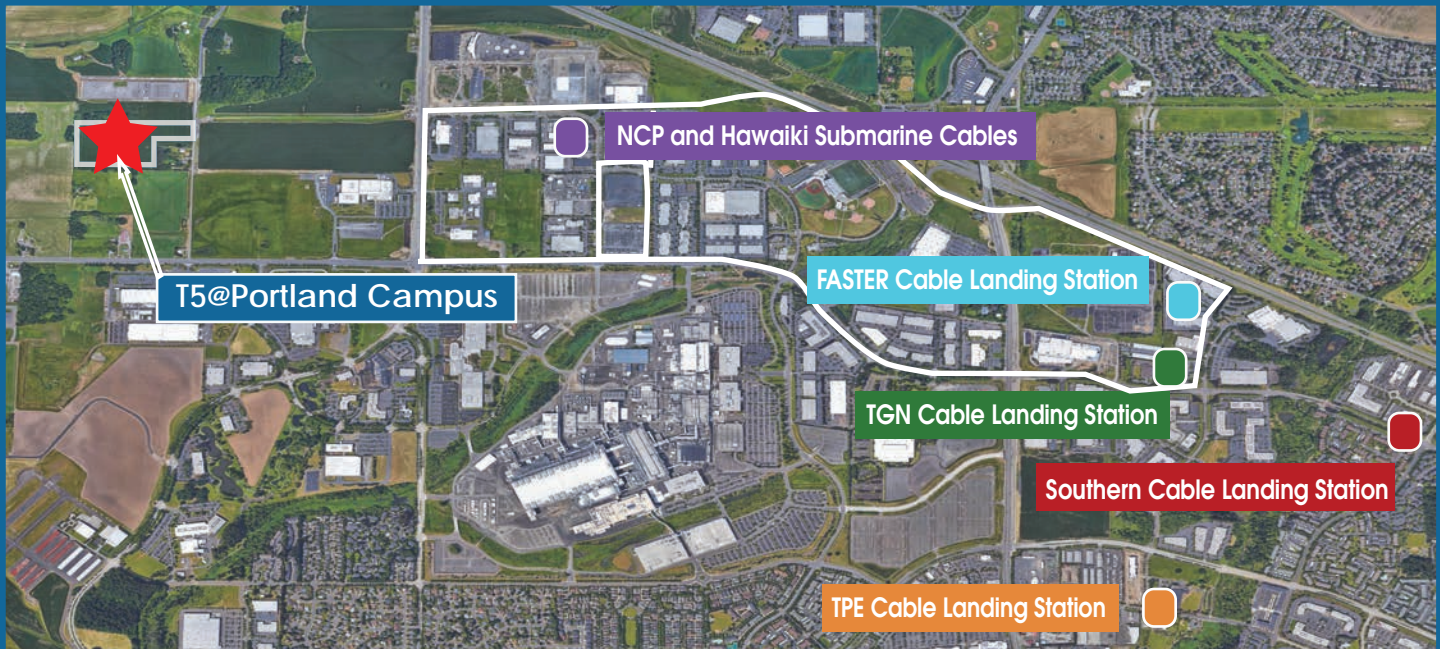 NCP and Hawaiki Submarine Cables
T5@Portland Campus
FASTER Cable Landing Station
TGN Cable Landing Station
Southern Cable Landing Station
TPE Cable Landing Station